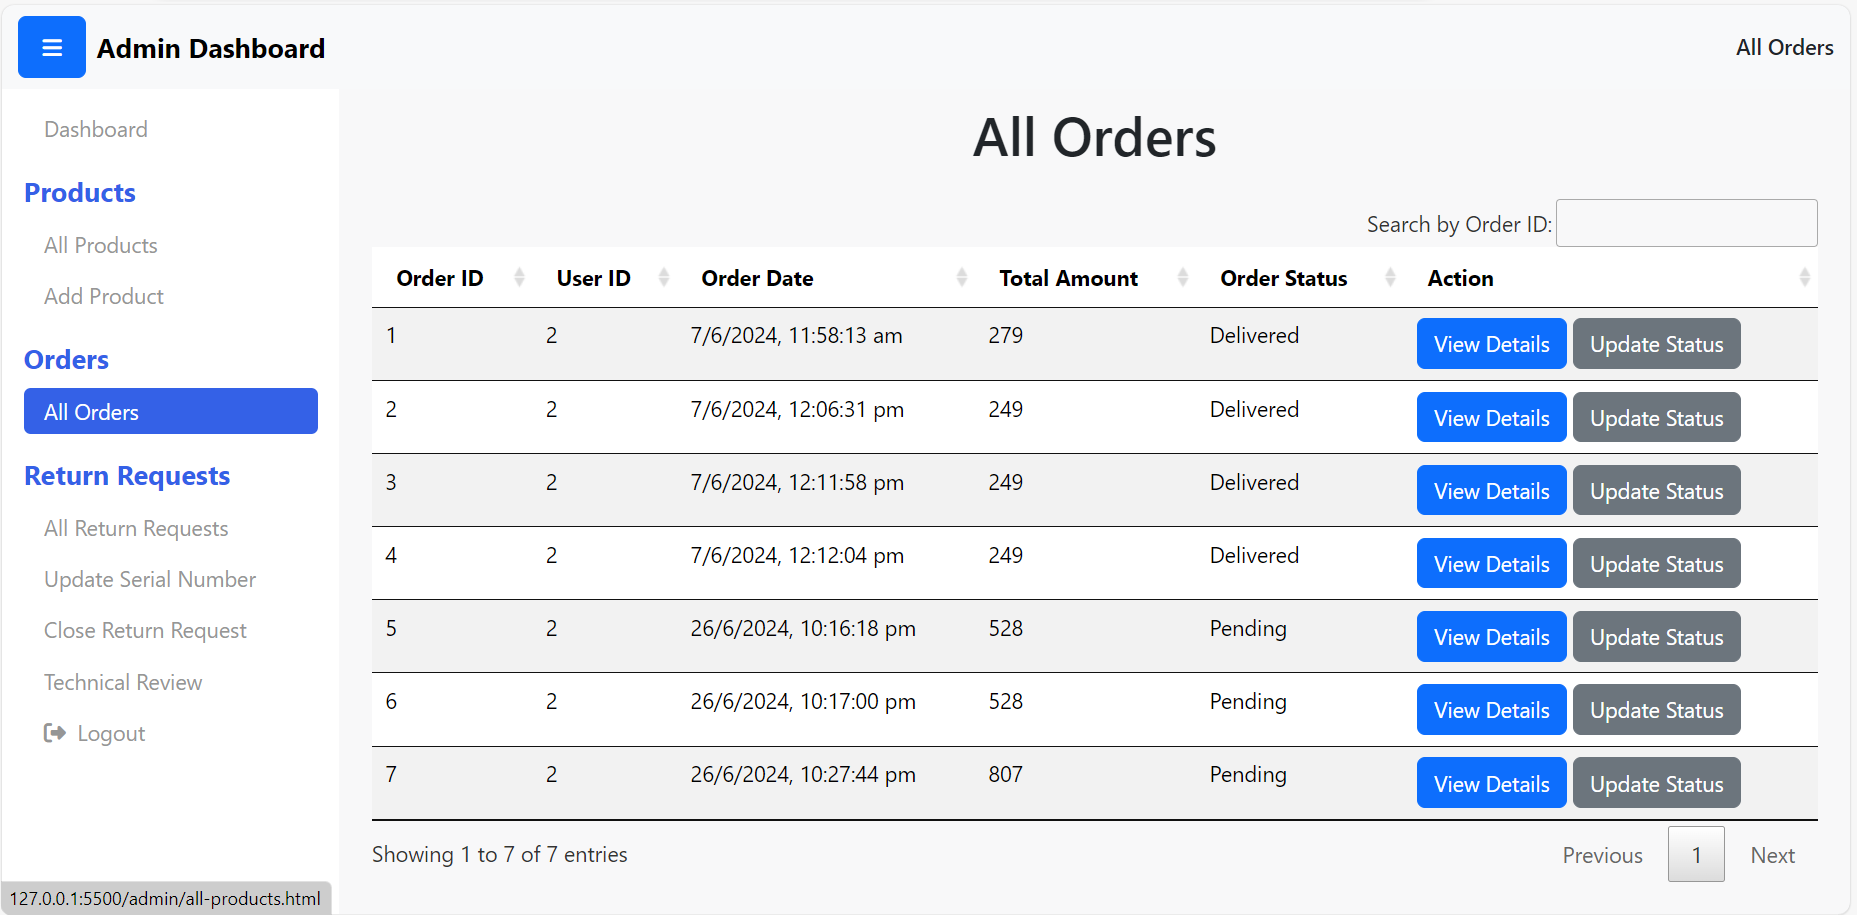 Admin Dashboard
All Orders
Dashboard
Products
All Products
Add Product
Orders
All Orders
Return Requests
All Return Requests
Update Serial Number
Close Return Request
Technical Review
Logout
All Orders
Search by Order ID:
Order ID User ID Order Date Total Amount Order Status Action
1 2 7/6/2024, 11:58:13 am 279 Delivered View Details Update Status
2 2 7/6/2024, 12:06:31 pm 249 Delivered View Details Update Status
3 2 7/6/2024, 12:11:58 pm 249 Delivered View Details Update Status
4 2 7/6/2024, 12:12:04 pm 249 Delivered View Details Update Status
5 2 26/6/2024, 10:16:18 pm 528 Pending View Details Update Status
6 2 26/6/2024, 10:17:00 pm 528 Pending View Details Update Status
7 2 26/6/2024, 10:27:44 pm 807 Pending View Details Update Status
Showing 1 to 7 of 7 entries
Previous 1 Next
127.0.0.1:5500/admin/all-products.html